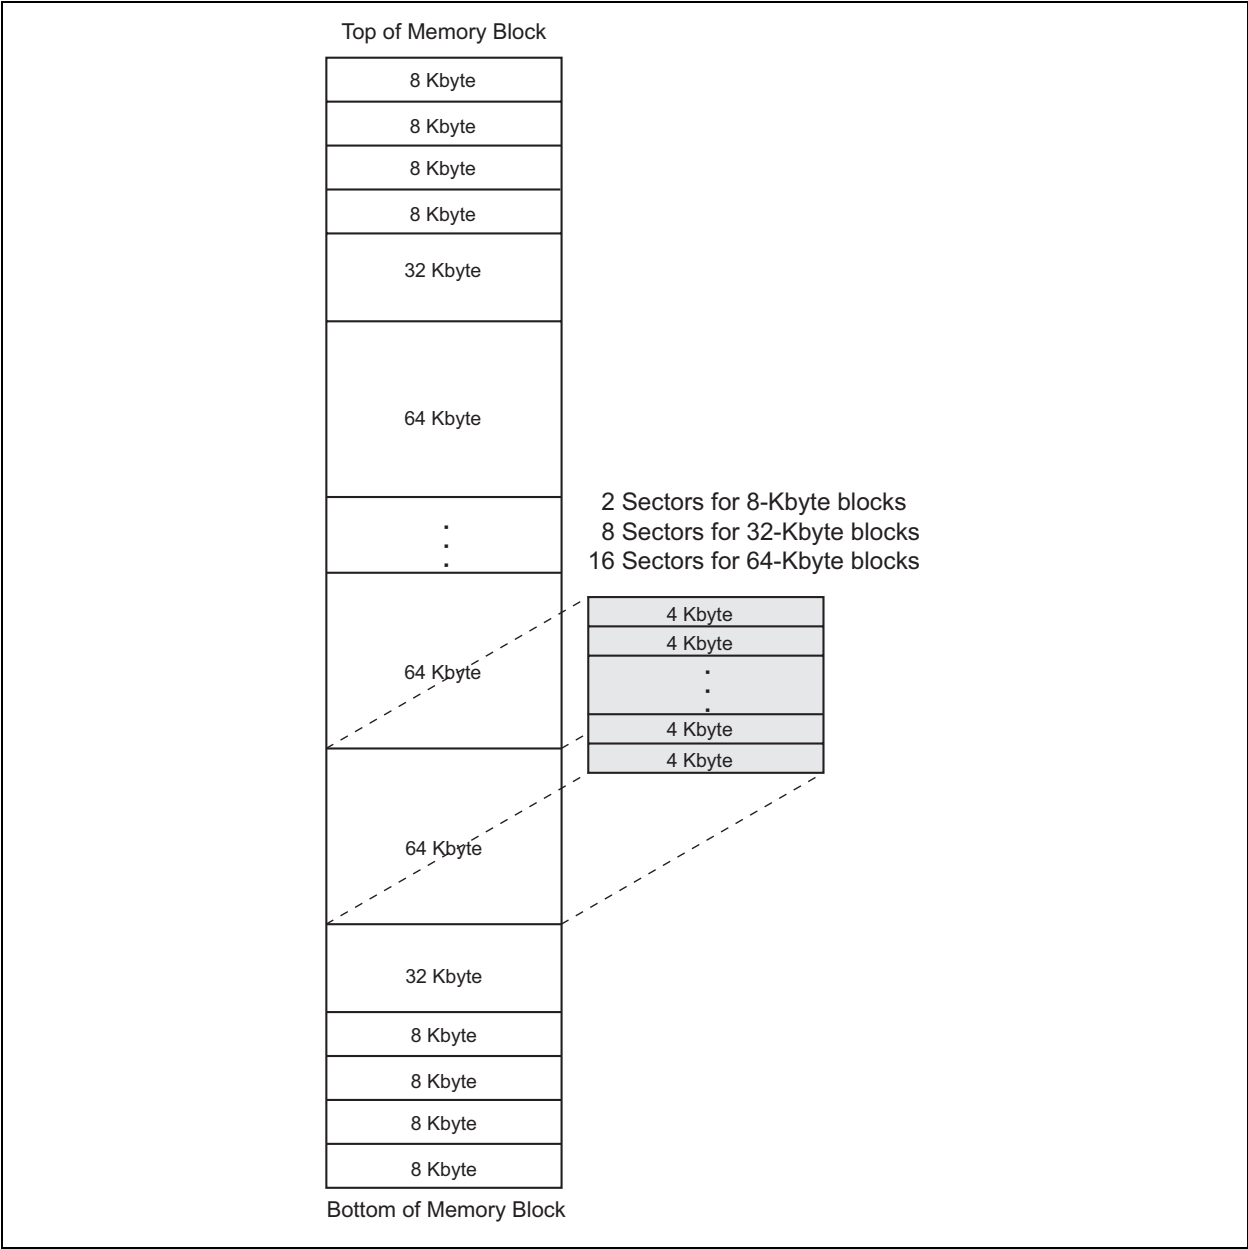 Top of Memory Block
8 Kbyte
8 Kbyte
8 Kbyte
8 Kbyte
32 Kbyte
64 Kbyte
2 Sectors for 8-Kbyte blocks
8 Sectors for 32-Kbyte blocks
16 Sectors for 64-Kbyte blocks
4 Kbyte
4 Kbyte
4 Kbyte
4 Kbyte
64 Kbyte
64 Kbyte
32 Kbyte
8 Kbyte
8 Kbyte
8 Kbyte
8 Kbyte
Bottom of Memory Block